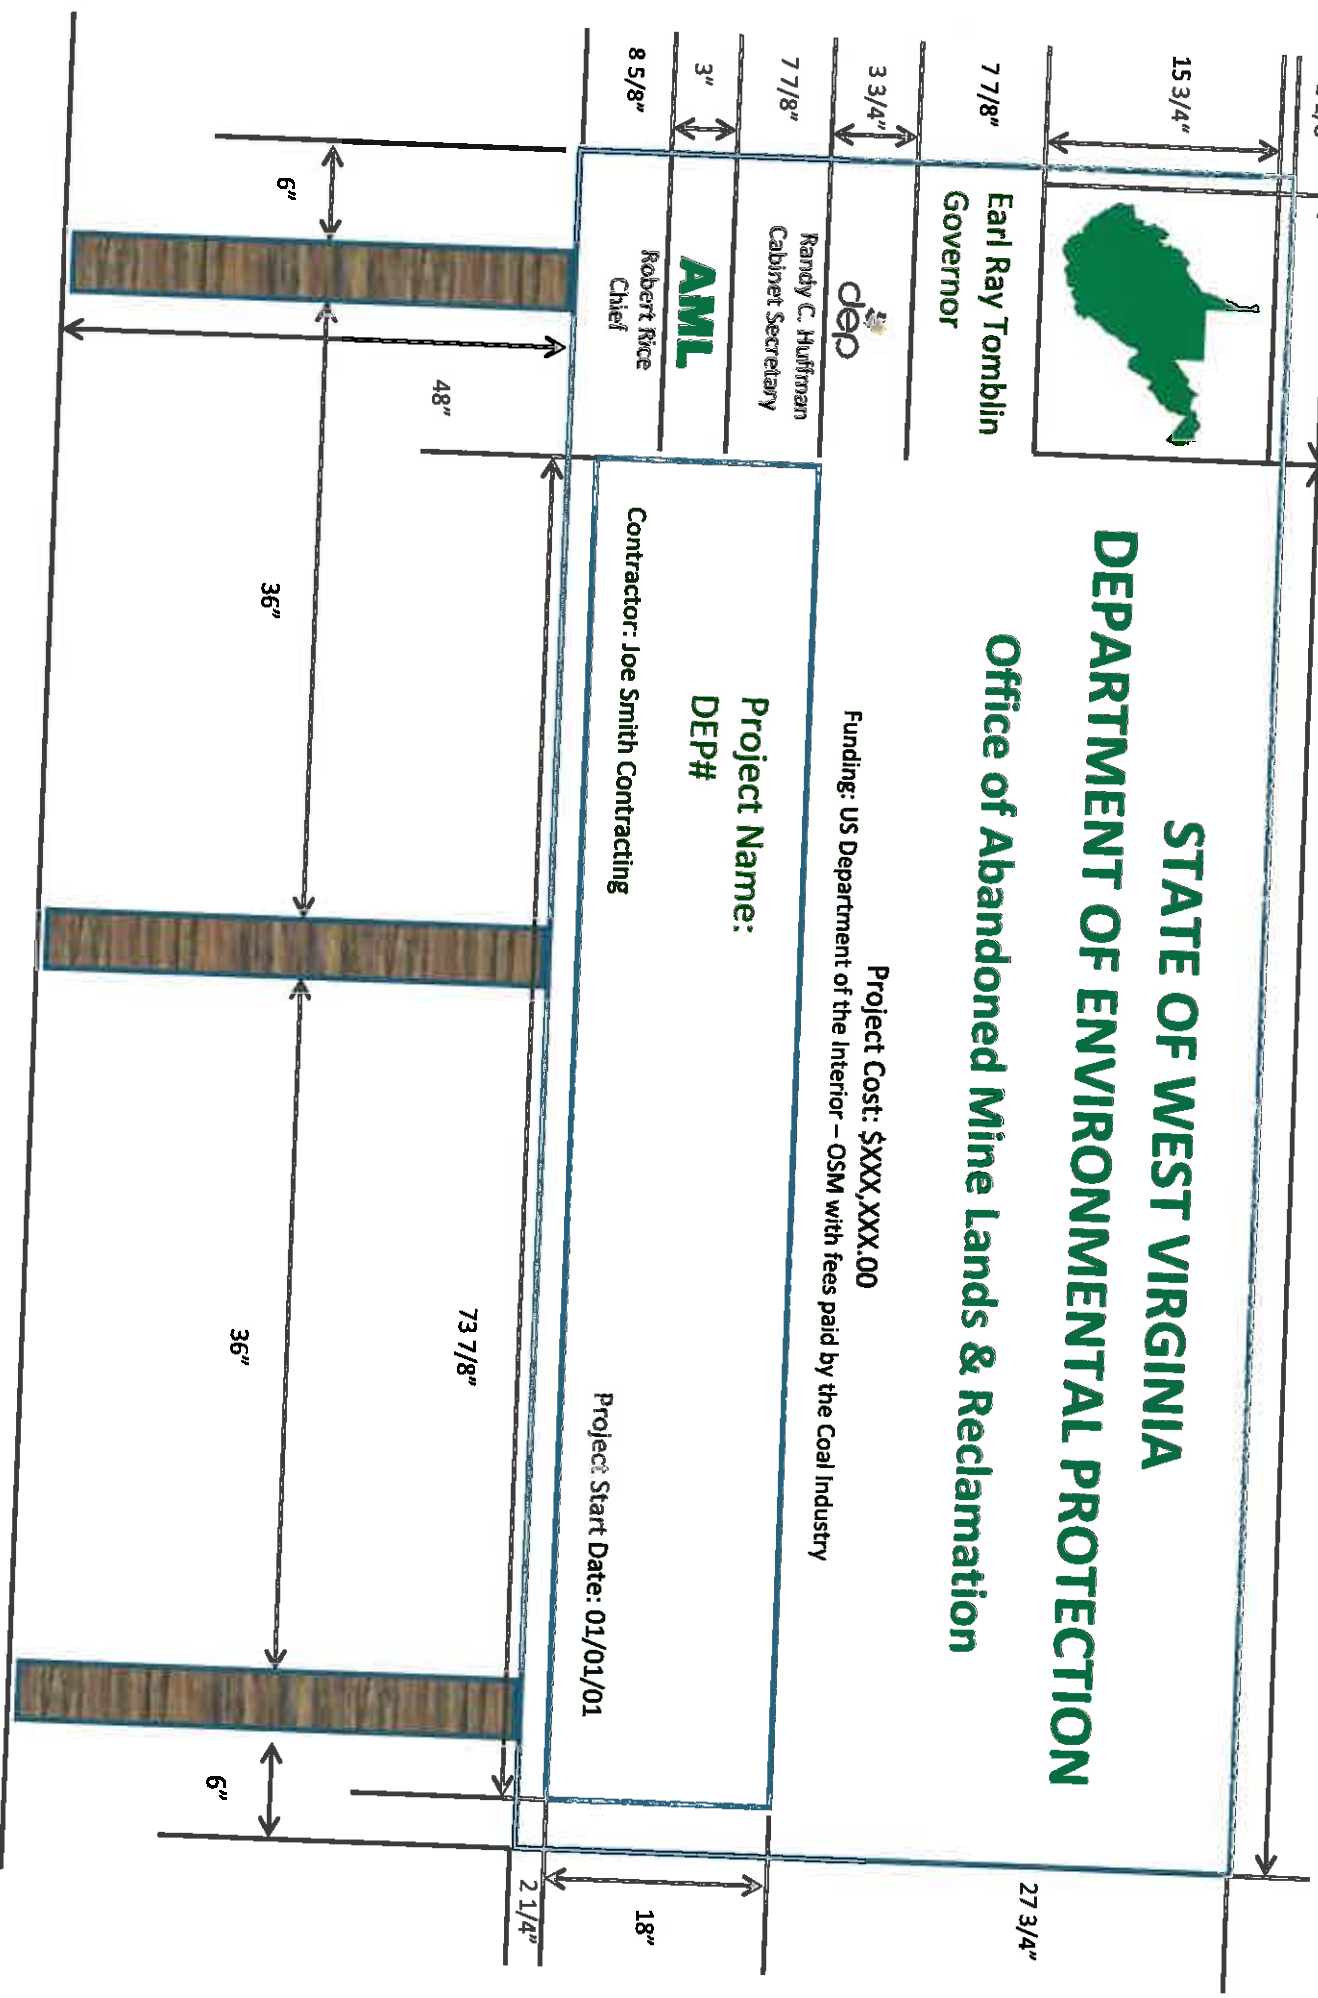 STATE OF WEST VIRGINIA
DEPARTMENT OF ENVIRONMENTAL PROTECTION
Office of Abandoned Mine Lands & Reclamation
Project Cost: $XXX,XXX.00
Funding: US Department of the Interior – OSM with fees paid by the Coal Industry
15 3/4"
7 7/8"
3 3/4"
7 7/8"
3"
8 5/8"
Earl Ray Tomblin
Governor
dep
Randy C. Huffman
Cabinet Secretary
AML
Robert Rice
Chief
Project Name:
DEP#
Contractor: Joe Smith Contracting
Project Start Date: 01/01/01
27 3/4"
18"
2 1/4"
73 7/8"
48"
6"
36"
36"
6"